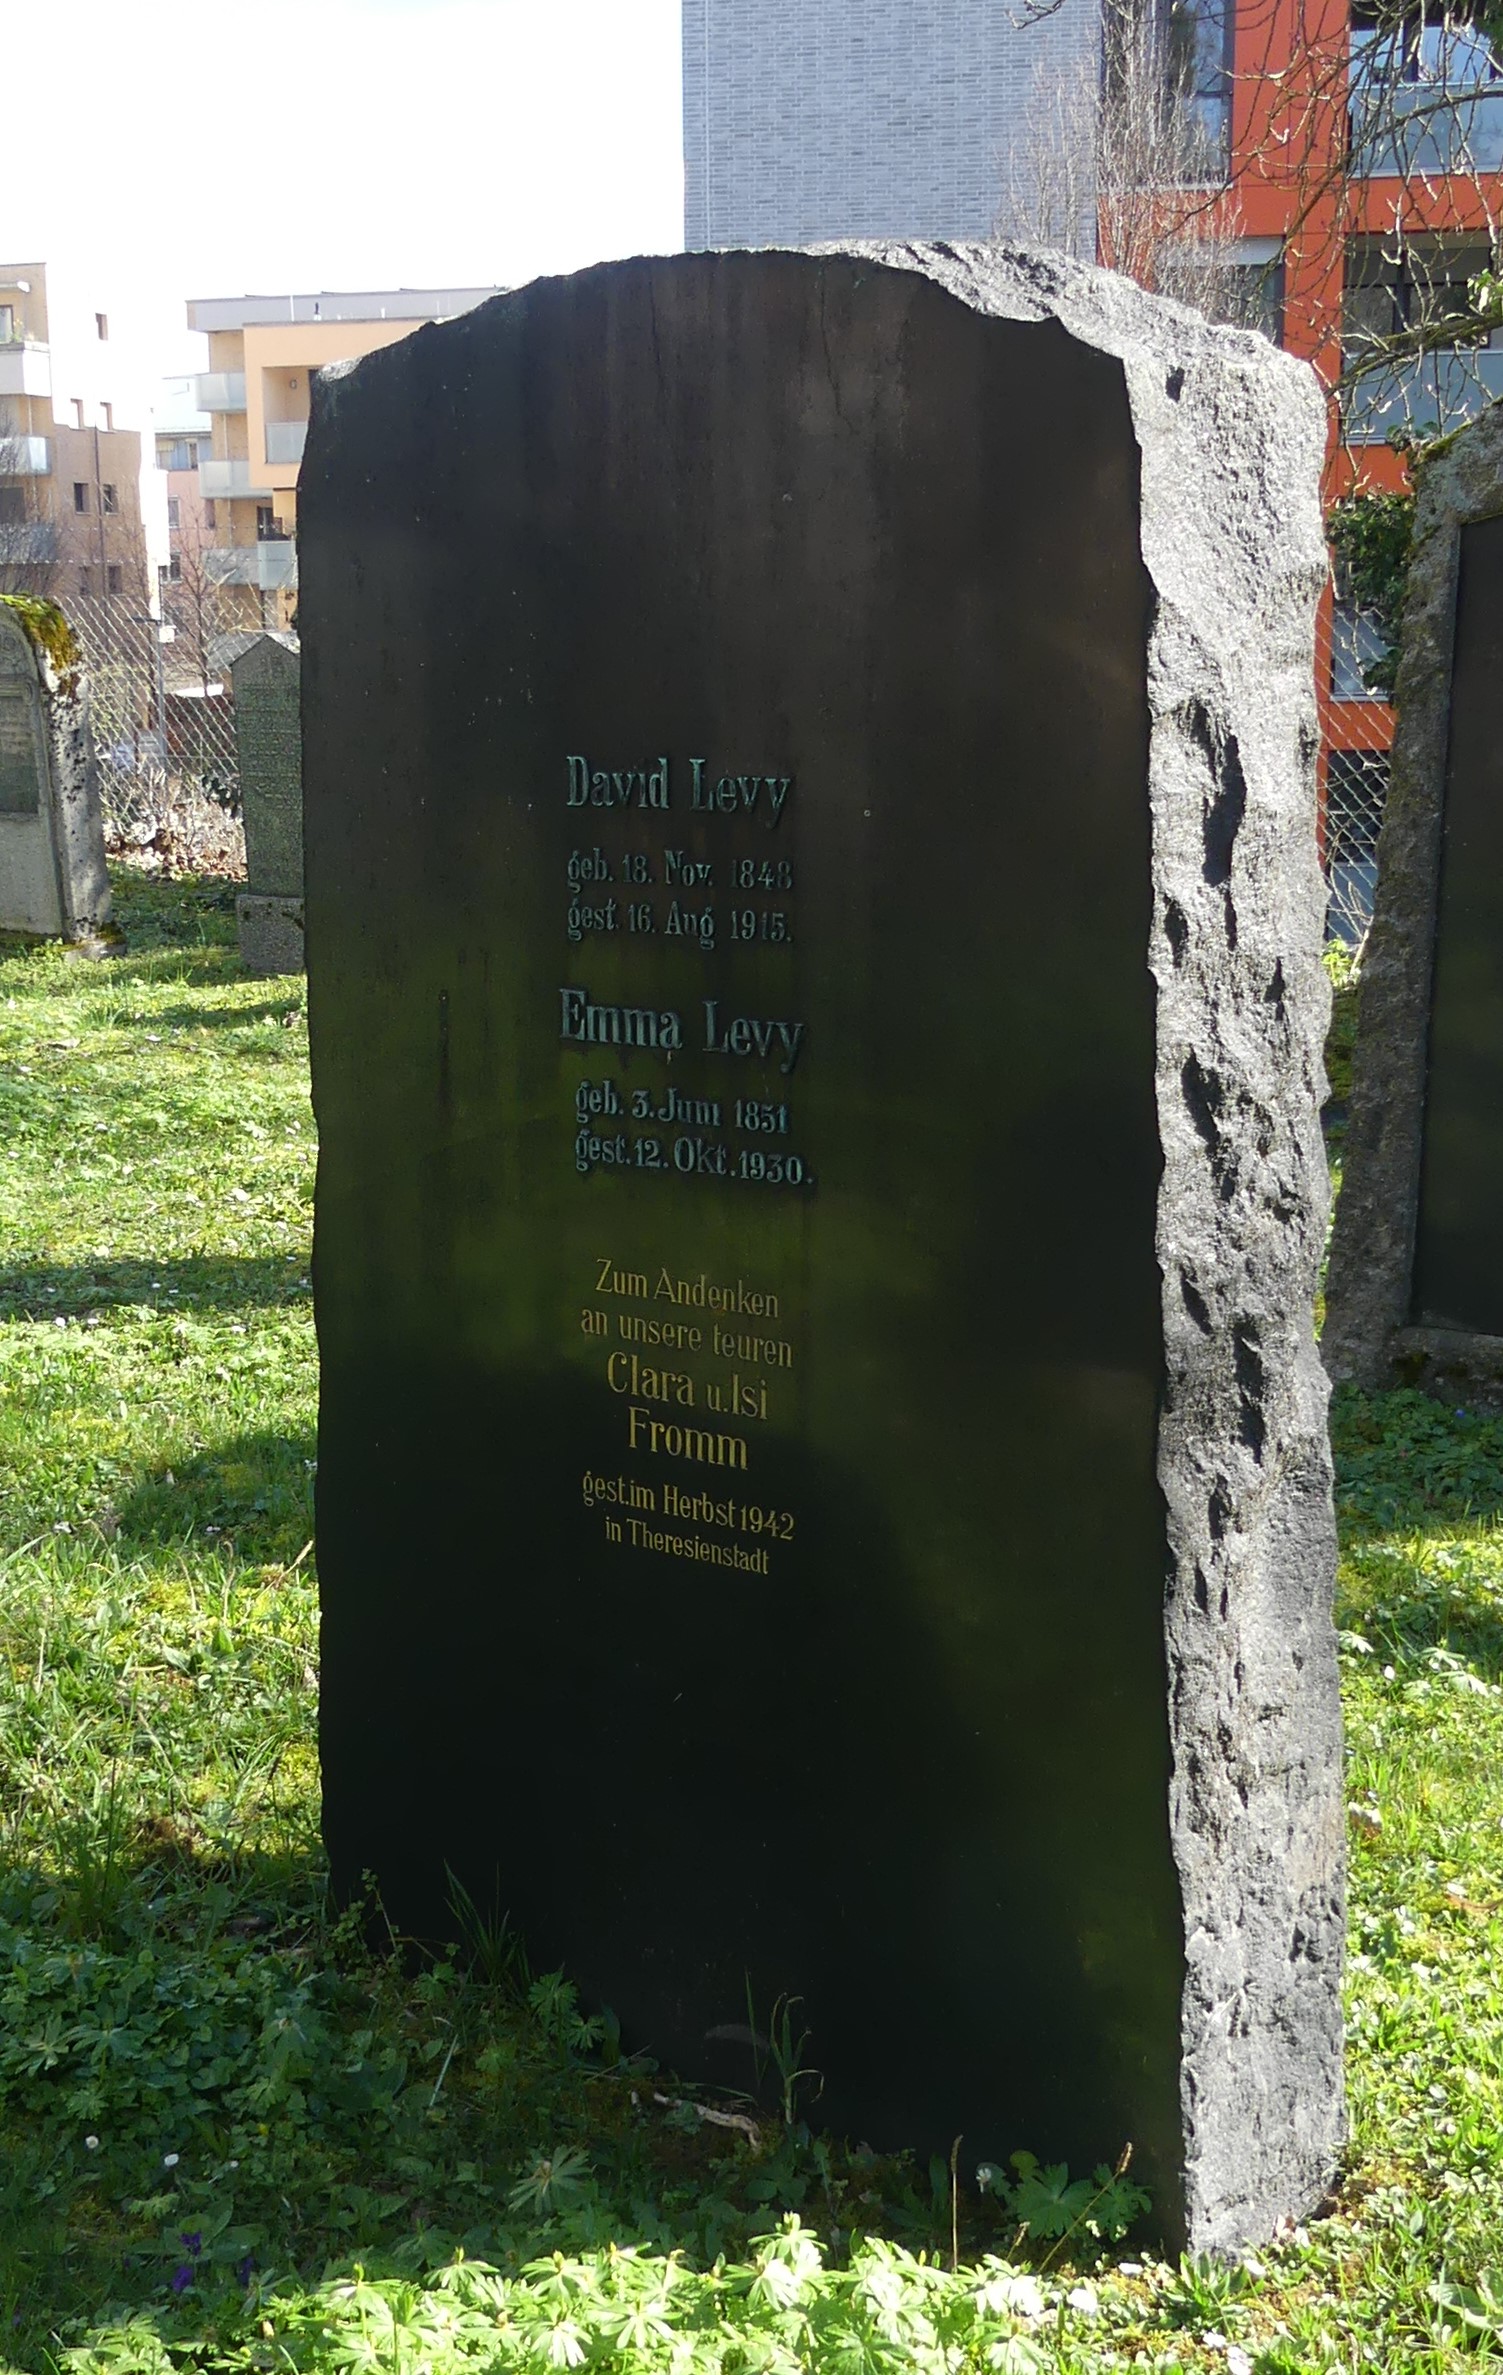 David Levy
geb. 18. Nov. 1848
gest. 16. Aug 1915.
Emma Levy
geb. 3. Juni 1851
gest. 12. Okt. 1930.
Zum Andenken
an unsere teuren
Clara u. Isi
Fromm
gest. im Herbst 1942
in Theresienstadt